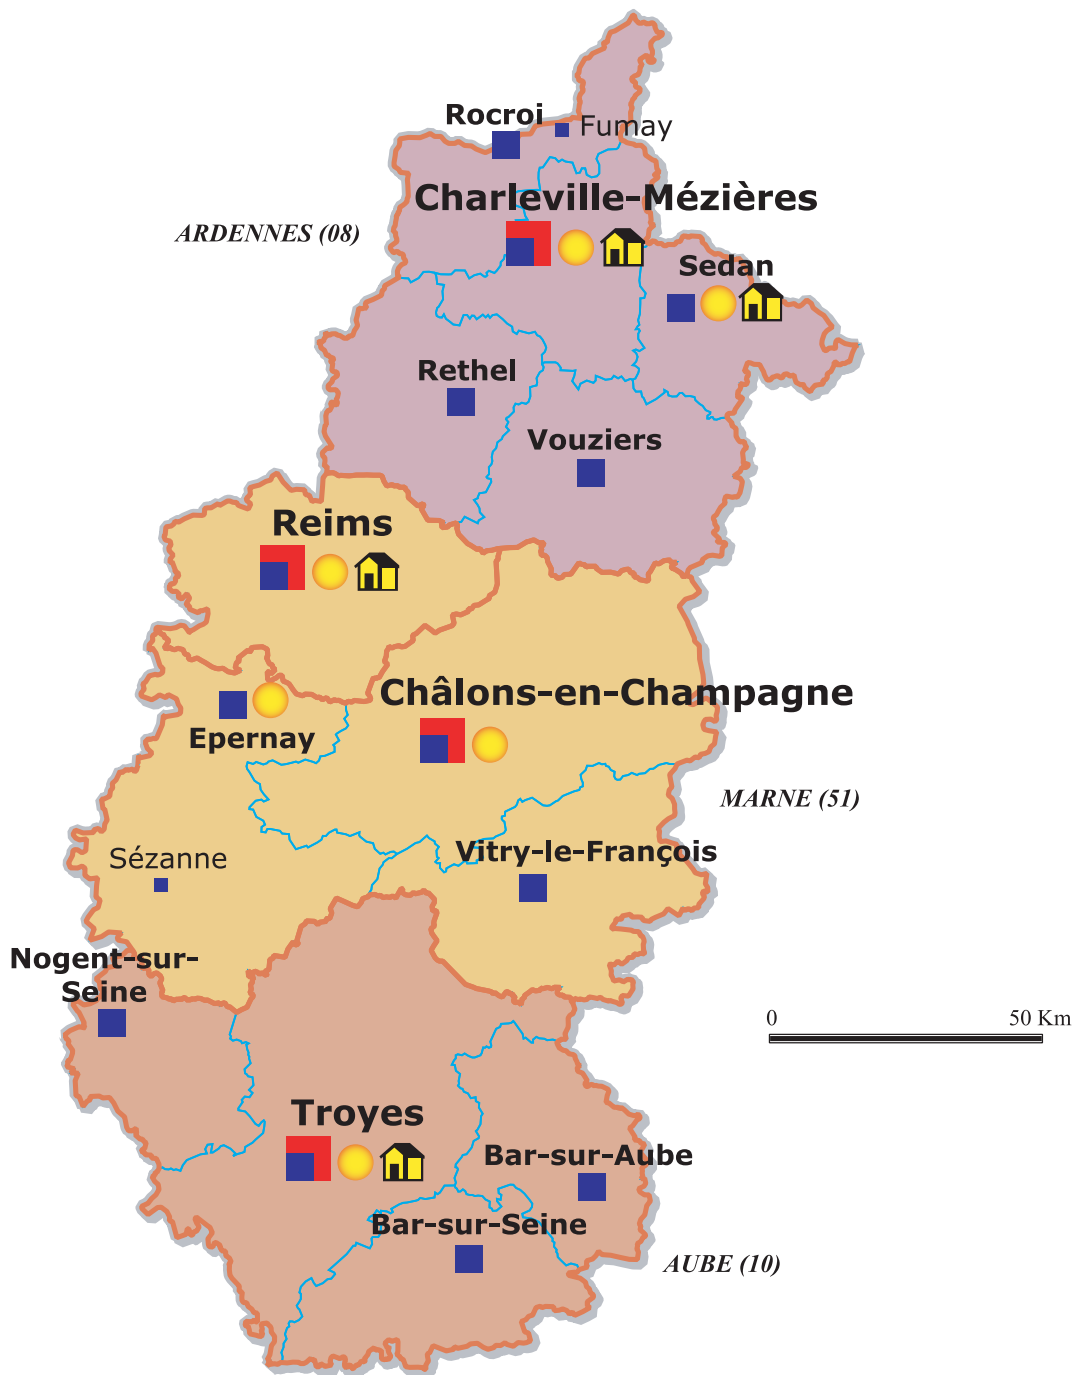 Rocroi
Fumay
Charleville-Mézières
ARDENNES (08)
Sedan
Rethel
Vouziers
Reims
Châlons-en-Champagne
Epernay
MARNE (51)
Vitry-le-François
Sézanne
Nogent-sur-
Seine
0 50 Km
Troyes
Bar-sur-Aube
Bar-sur-Seine
AUBE (10)